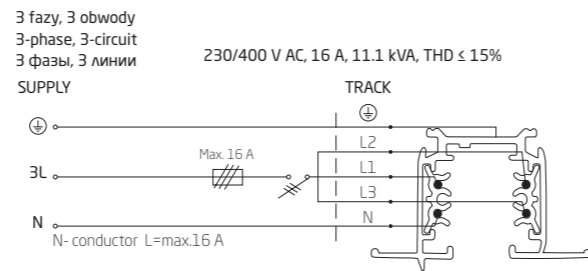 3 fazy, 3 obwody
3-phase, 3-circuit
3 фазы, 3 линии
230/400 V AC, 16 A, 11.1 kVA, THD ≤ 15%
SUPPLY
TRACK
L2
Max. 16 A
3L
L1
L3
N
N
N- conductor L=max.16 A